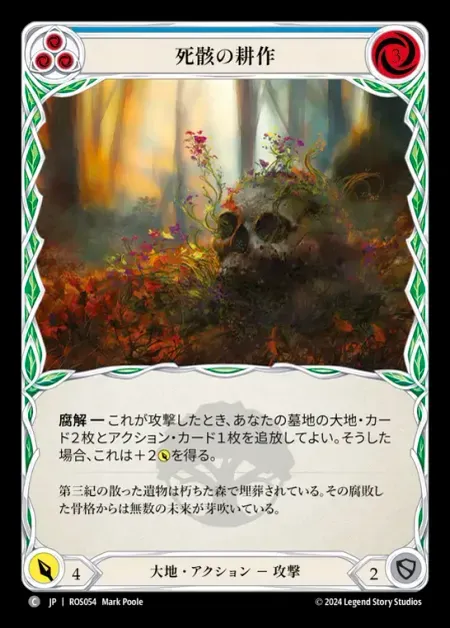 死骸の耕作
3
腐解 ー これが攻撃したとき、あなたの墓地の大地・カー
ド2枚とアクション・カード1枚を追放してよい。そうした
場合、これは+2を得る。
第三紀の散った遺物は朽ちた森で埋葬されている。その腐敗し
た骨格からは無数の未来が芽吹いている。
4
大地・アクション ー 攻撃
2
C JP | ROS054 Mark Poole
© 2024 Legend Story Studios